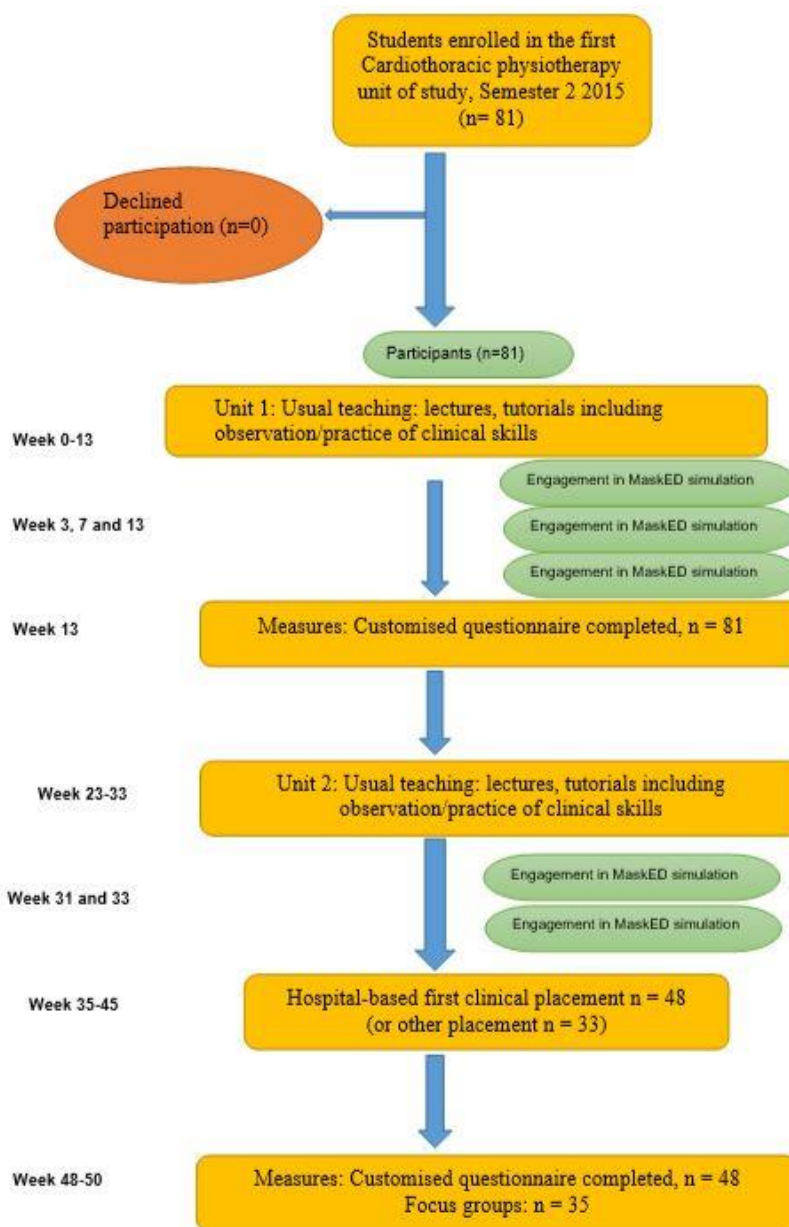 Students enrolled in the first
Cardiothoracic physiotherapy
unit of study, Semester 2 2015
(n= 81)
Declined
participation (n=0)
Participants (n=81)
Unit 1: Usual teaching: lectures, tutorials including
observation/practice of clinical skills
Week 0-13
Engagement in MaskED simulation
Week 3, 7 and 13
Engagement in MaskED simulation
Engagement in MaskED simulation
Week 13
Measures: Customised questionnaire completed, n = 81
Week 23-33
Unit 2: Usual teaching: lectures, tutorials including
observation/practice of clinical skills
Week 31 and 33
Engagement in MaskED simulation
Engagement in MaskED simulation
Week 35-45
Hospital-based first clinical placement n = 48
(or other placement n = 33)
Week 48-50
Measures: Customised questionnaire completed, n = 48
Focus groups: n = 35